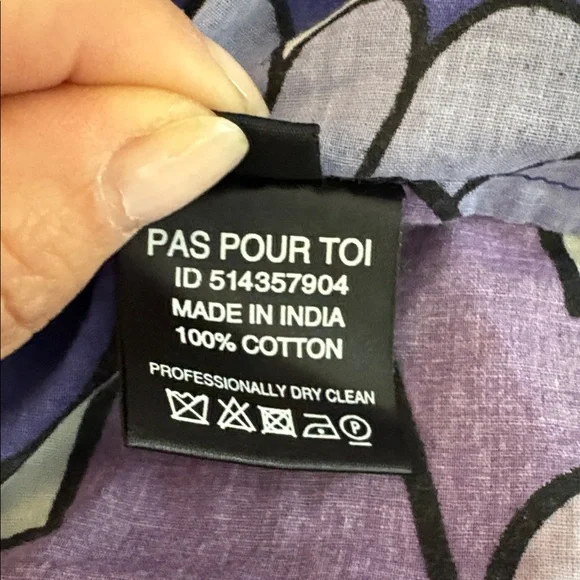 PAS POUR TOI
ID 514357904
MADE IN INDIA
100% COTTON
PROFESSIONALLY DRY CLEAN
P